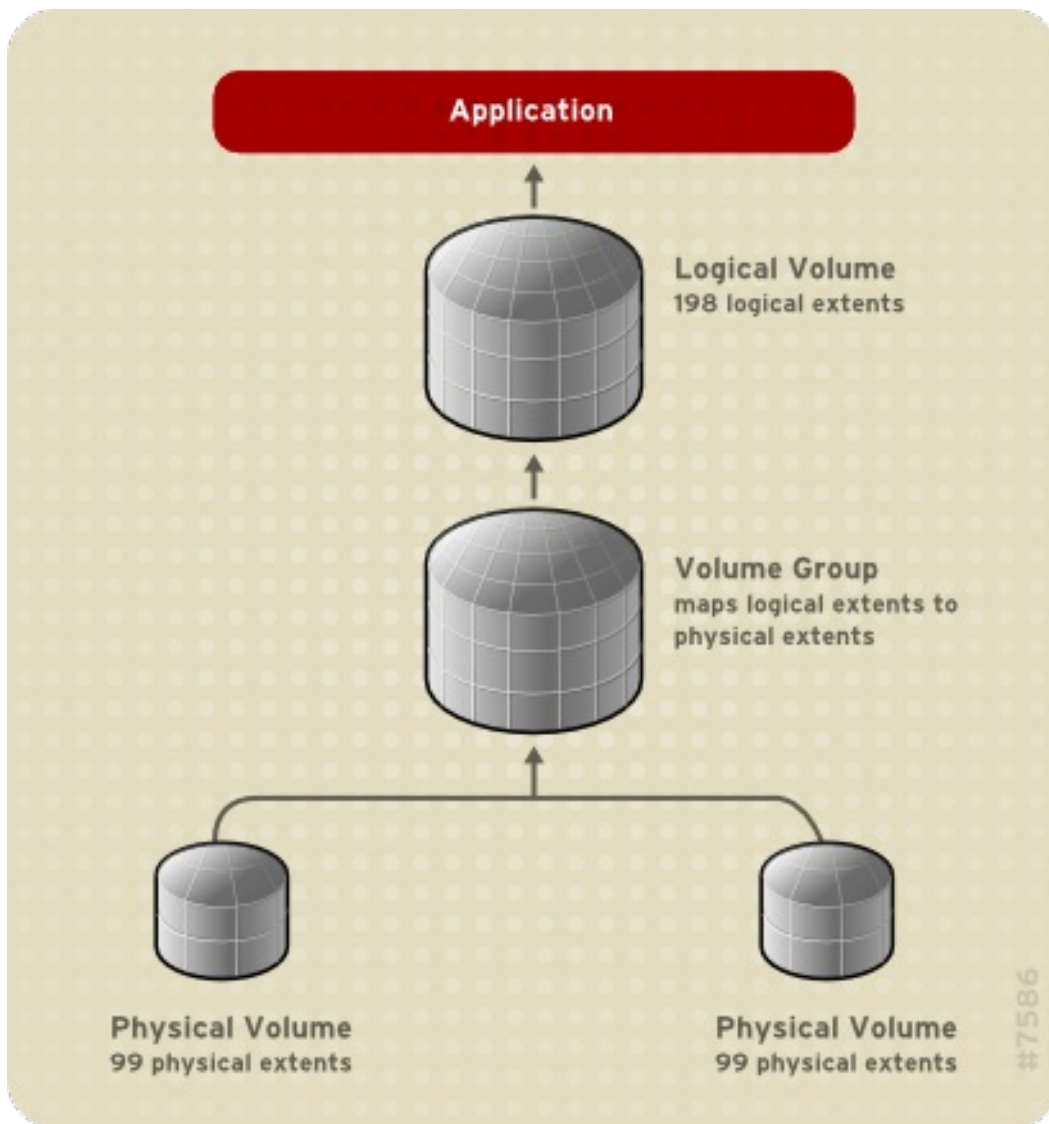 Application
Logical Volume
198 logical extents
Volume Group
maps logical extents to
physical extents
Physical Volume
99 physical extents
Physical Volume
99 physical extents
#7586